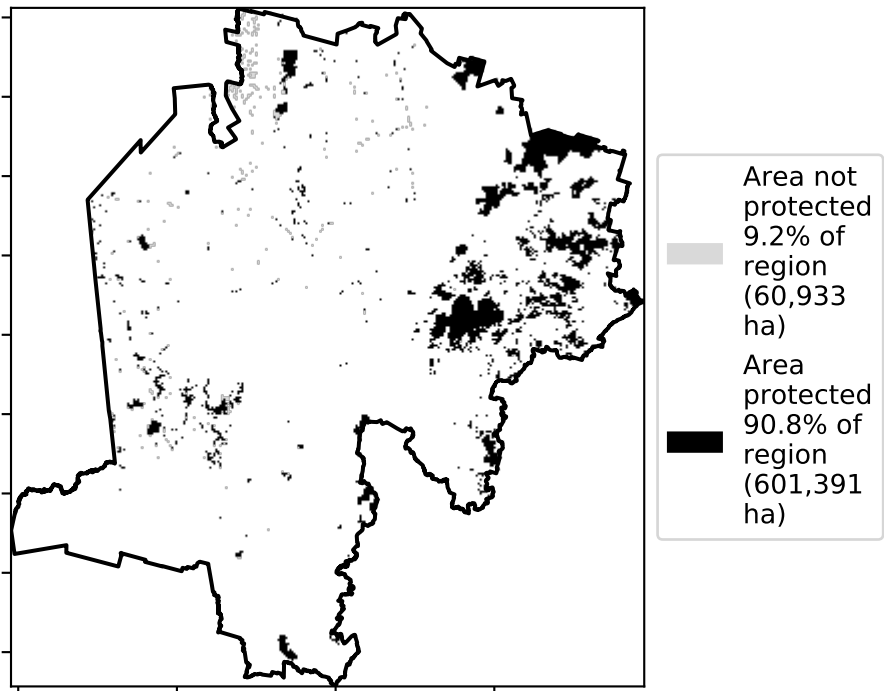 Area not
protected
9.2% of
region
(60,933
ha)
Area
protected
90.8% of
region
(601,391
ha)